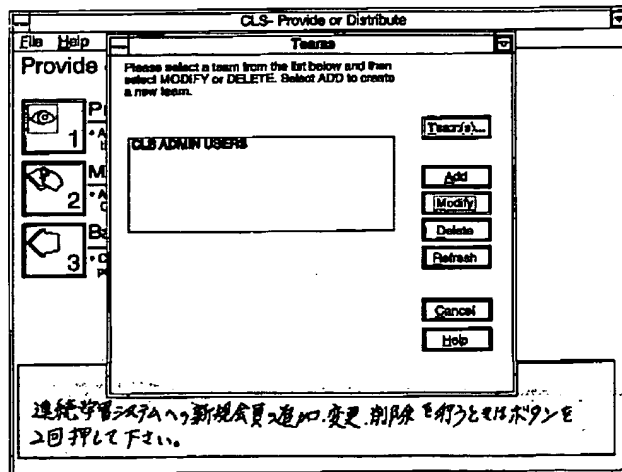 CLS- Provide or Distribute
File Help
Teams
Provide
Please select a team from the list below and then
select MODIFY or DELETE. Select ADD to create
a new team.
1
2
3
CLS ADMIN USERS
Team(s)...
Add
Modify
Delete
Refresh
Cancel
Help
連続学習システムへの新規会員の追加、変更、削除を行うときはボタンを
2回押して下さい。